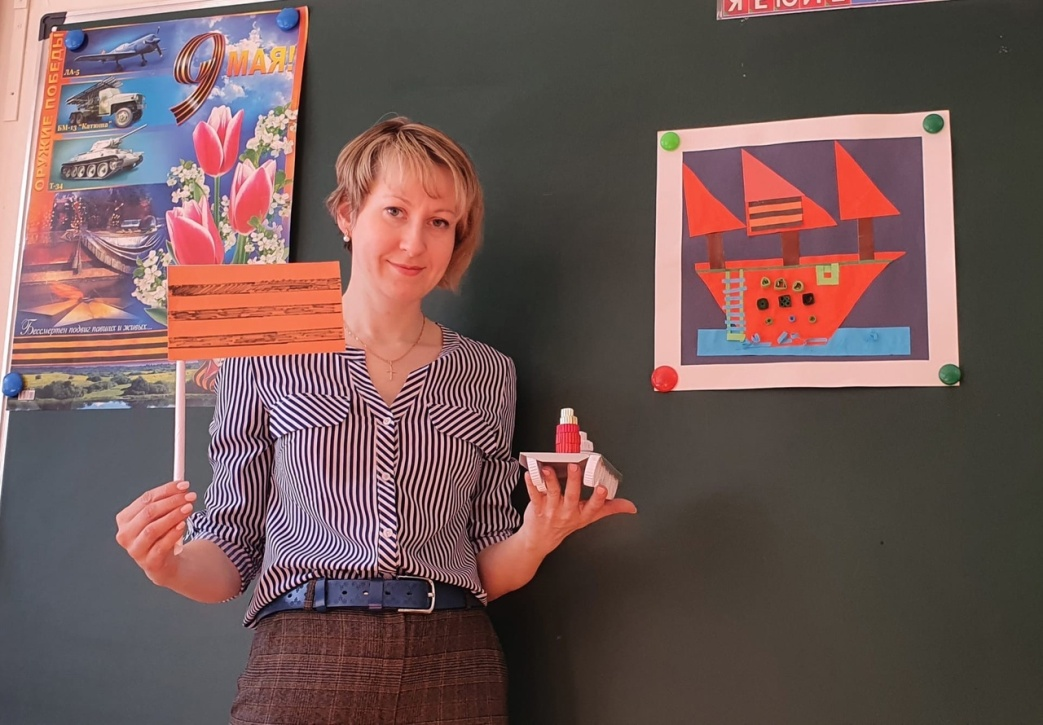 ОРУЖИЕ ПОБЕДЫ
9
МАЯ!
ЛА-5
БМ-13 "Катюша"
Т-34
Бессмертен подвиг павших и живых...